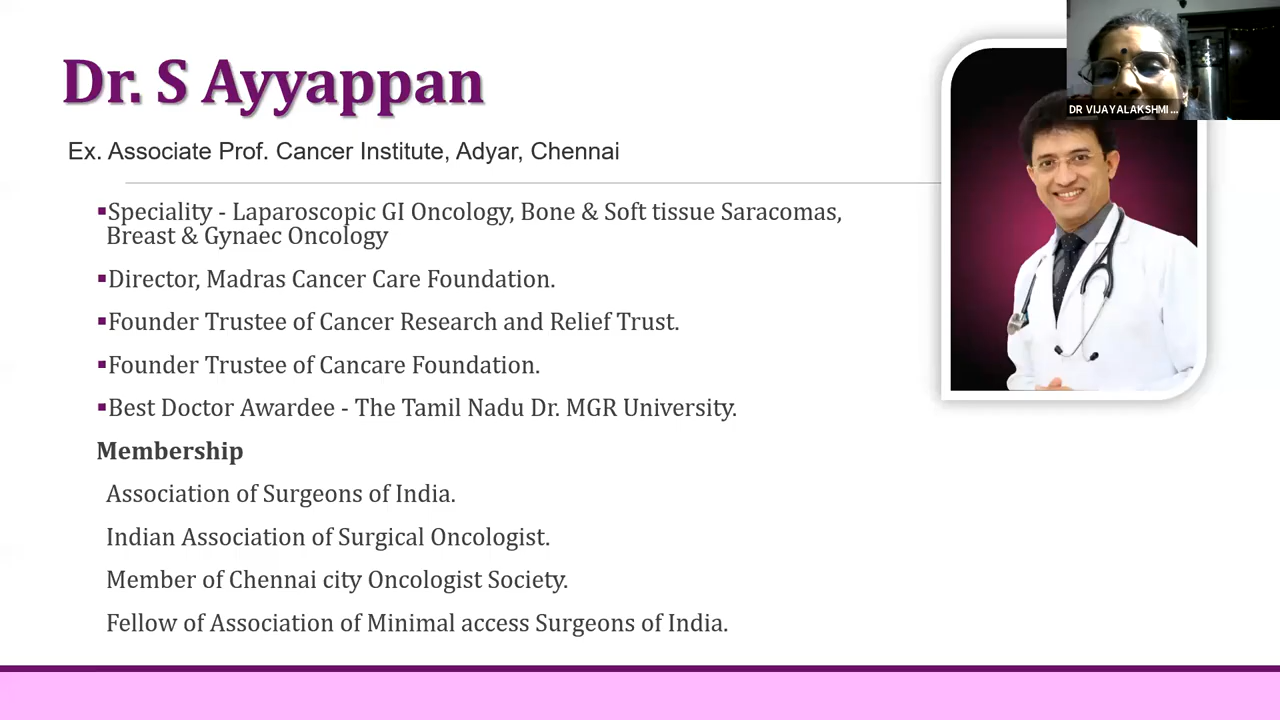 Dr. S Ayyappan
Ex. Associate Prof. Cancer Institute, Adyar, Chennai
▪Speciality - Laparoscopic GI Oncology, Bone & Soft tissue Saracomas,
Breast & Gynaec Oncology
▪Director, Madras Cancer Care Foundation.
▪Founder Trustee of Cancer Research and Relief Trust.
▪Founder Trustee of Cancare Foundation.
▪Best Doctor Awardee - The Tamil Nadu Dr. MGR University.
Membership
Association of Surgeons of India.
Indian Association of Surgical Oncologist.
Member of Chennai city Oncologist Society.
Fellow of Association of Minimal access Surgeons of India.
DR VIJAYALAKSHMI ...